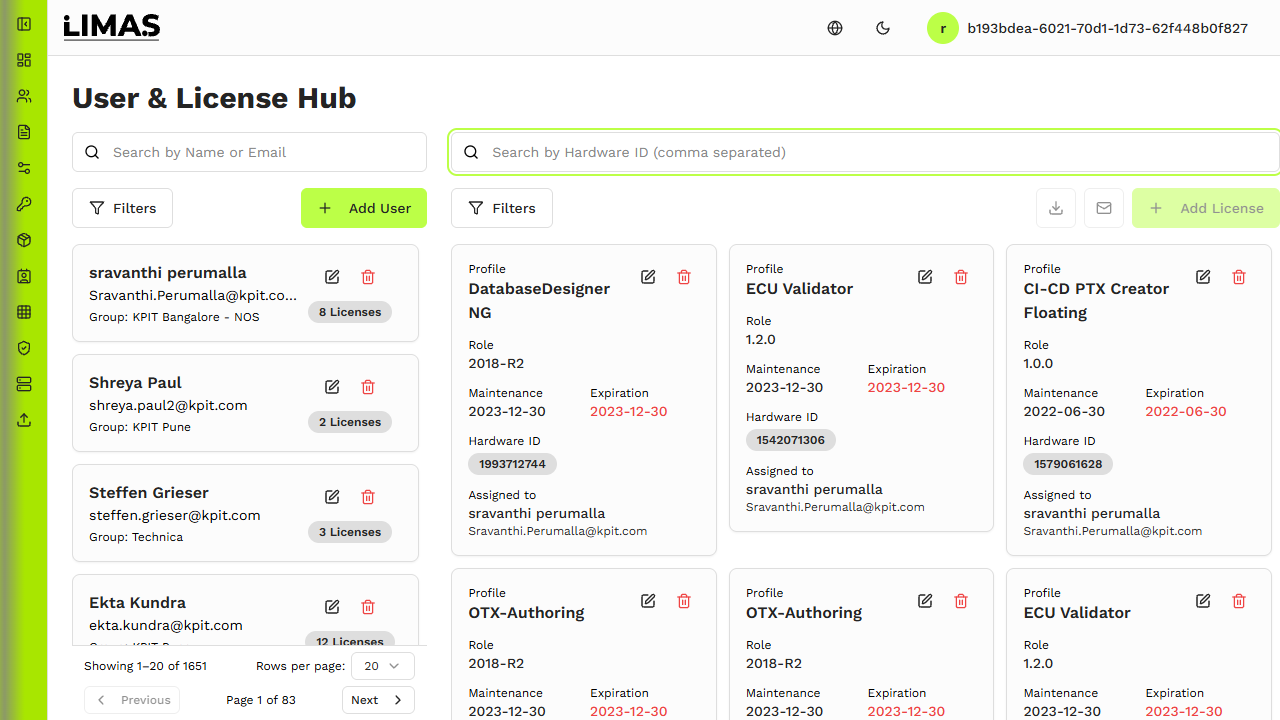 LIMAS
r b193bdea-6021-70d1-1d73-62f448b0f827
User & License Hub
Search by Name or Email
Filters
Add User
sravanthi perumalla
Sravanthi.Perumalla@kpit.co...
Group: KPIT Bangalore - NOS
8 Licenses
Shreya Paul
shreya.paul2@kpit.com
Group: KPIT Pune
2 Licenses
Steffen Grieser
steffen.grieser@kpit.com
Group: Technica
3 Licenses
Ekta Kundra
ekta.kundra@kpit.com
12 Licenses
Showing 1–20 of 1651
Rows per page: 20
Previous
Page 1 of 83
Next
Search by Hardware ID (comma separated)
Filters
Add License
Profile
DatabaseDesigner
NG
Role
2018-R2
Maintenance Expiration
2023-12-30 2023-12-30
Hardware ID
1993712744
Assigned to
sravanthi perumalla
Sravanthi.Perumalla@kpit.com
Profile
ECU Validator
Role
1.2.0
Maintenance Expiration
2023-12-30 2023-12-30
Hardware ID
1542071306
Assigned to
sravanthi perumalla
Sravanthi.Perumalla@kpit.com
Profile
CI-CD PTX Creator
Floating
Role
1.0.0
Maintenance Expiration
2022-06-30 2022-06-30
Hardware ID
1579061628
Assigned to
sravanthi perumalla
Sravanthi.Perumalla@kpit.com
Profile
OTX-Authoring
Role
2018-R2
Maintenance Expiration
2023-12-30 2023-12-30
Profile
OTX-Authoring
Role
2018-R2
Maintenance Expiration
2023-12-30 2023-12-30
Profile
ECU Validator
Role
1.2.0
Maintenance Expiration
2023-12-30 2023-12-30